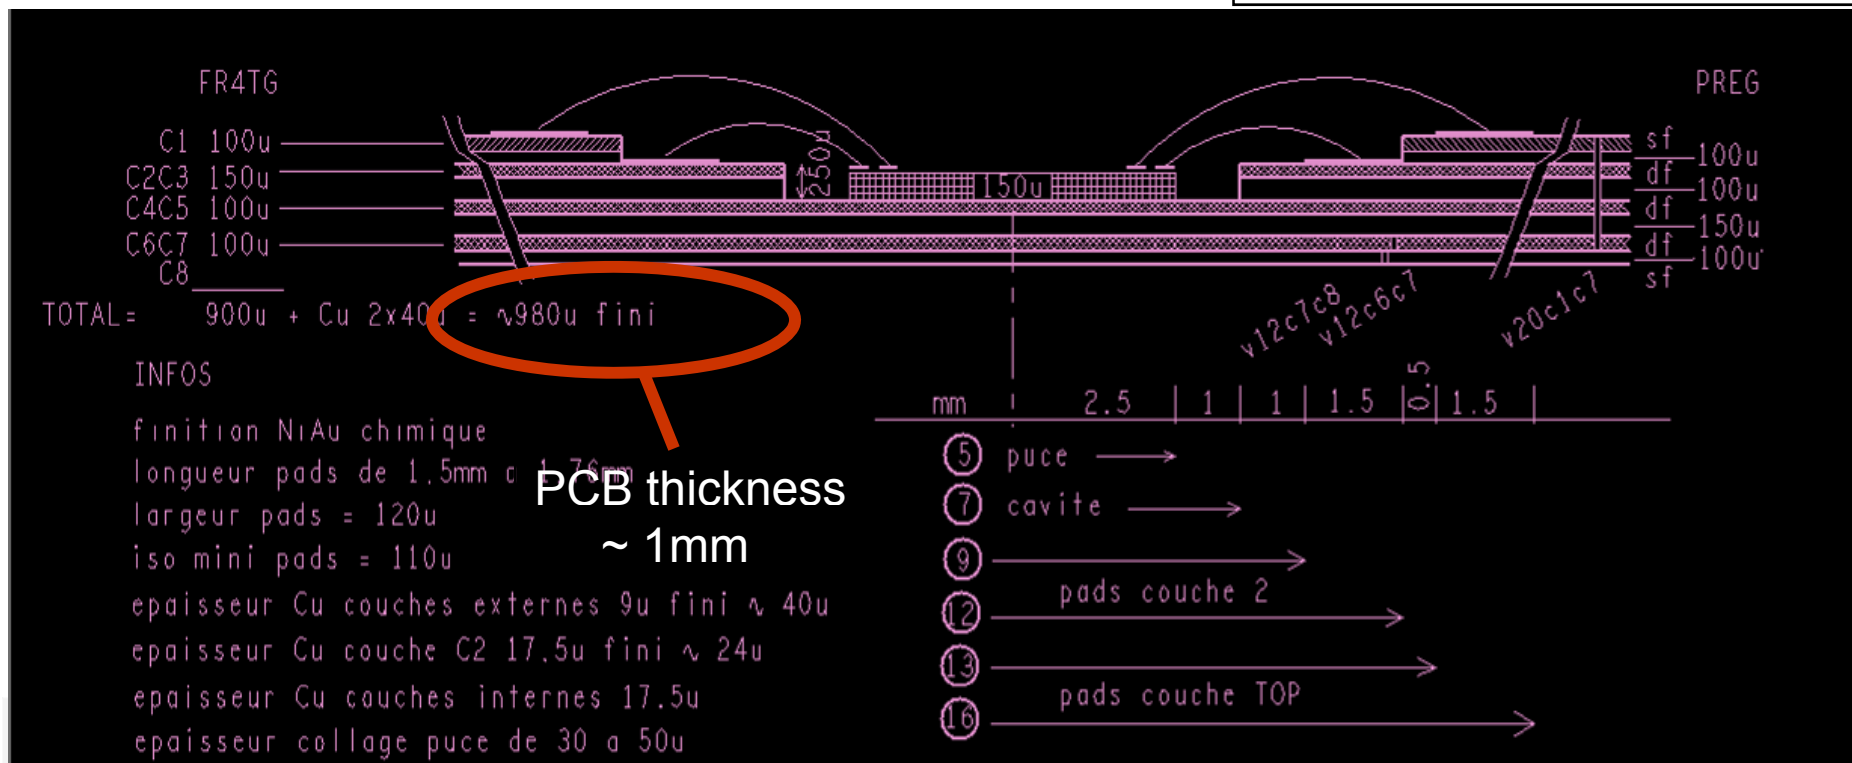 FR4TG
PREG
C1 100u
C2C3 150u
C4C5 100u
C6C7 100u
C8
250u
150u
sf
100u
df
100u
df
150u
df
100u
sf
TOTAL= 900u + Cu 2x40u = ~980u fini
v12c7c8
v12c6c7
v20c1c7
INFOS
finition NiAu chimique
longueur pads de 1.5mm a 1.76mm
largeur pads = 120u
iso mini pads = 110u
epaisseur Cu couches externes 9u fini ~ 40u
epaisseur Cu couche C2 17.5u fini ~ 24u
epaisseur Cu couches internes 17.5u
epaisseur collage puce de 30 a 50u
PCB thickness
~ 1mm
mm 2.5 1 1 1.5 0.5 1.5
5 puce
7 cavite
9
pads couche 2
12
13
pads couche TOP
16